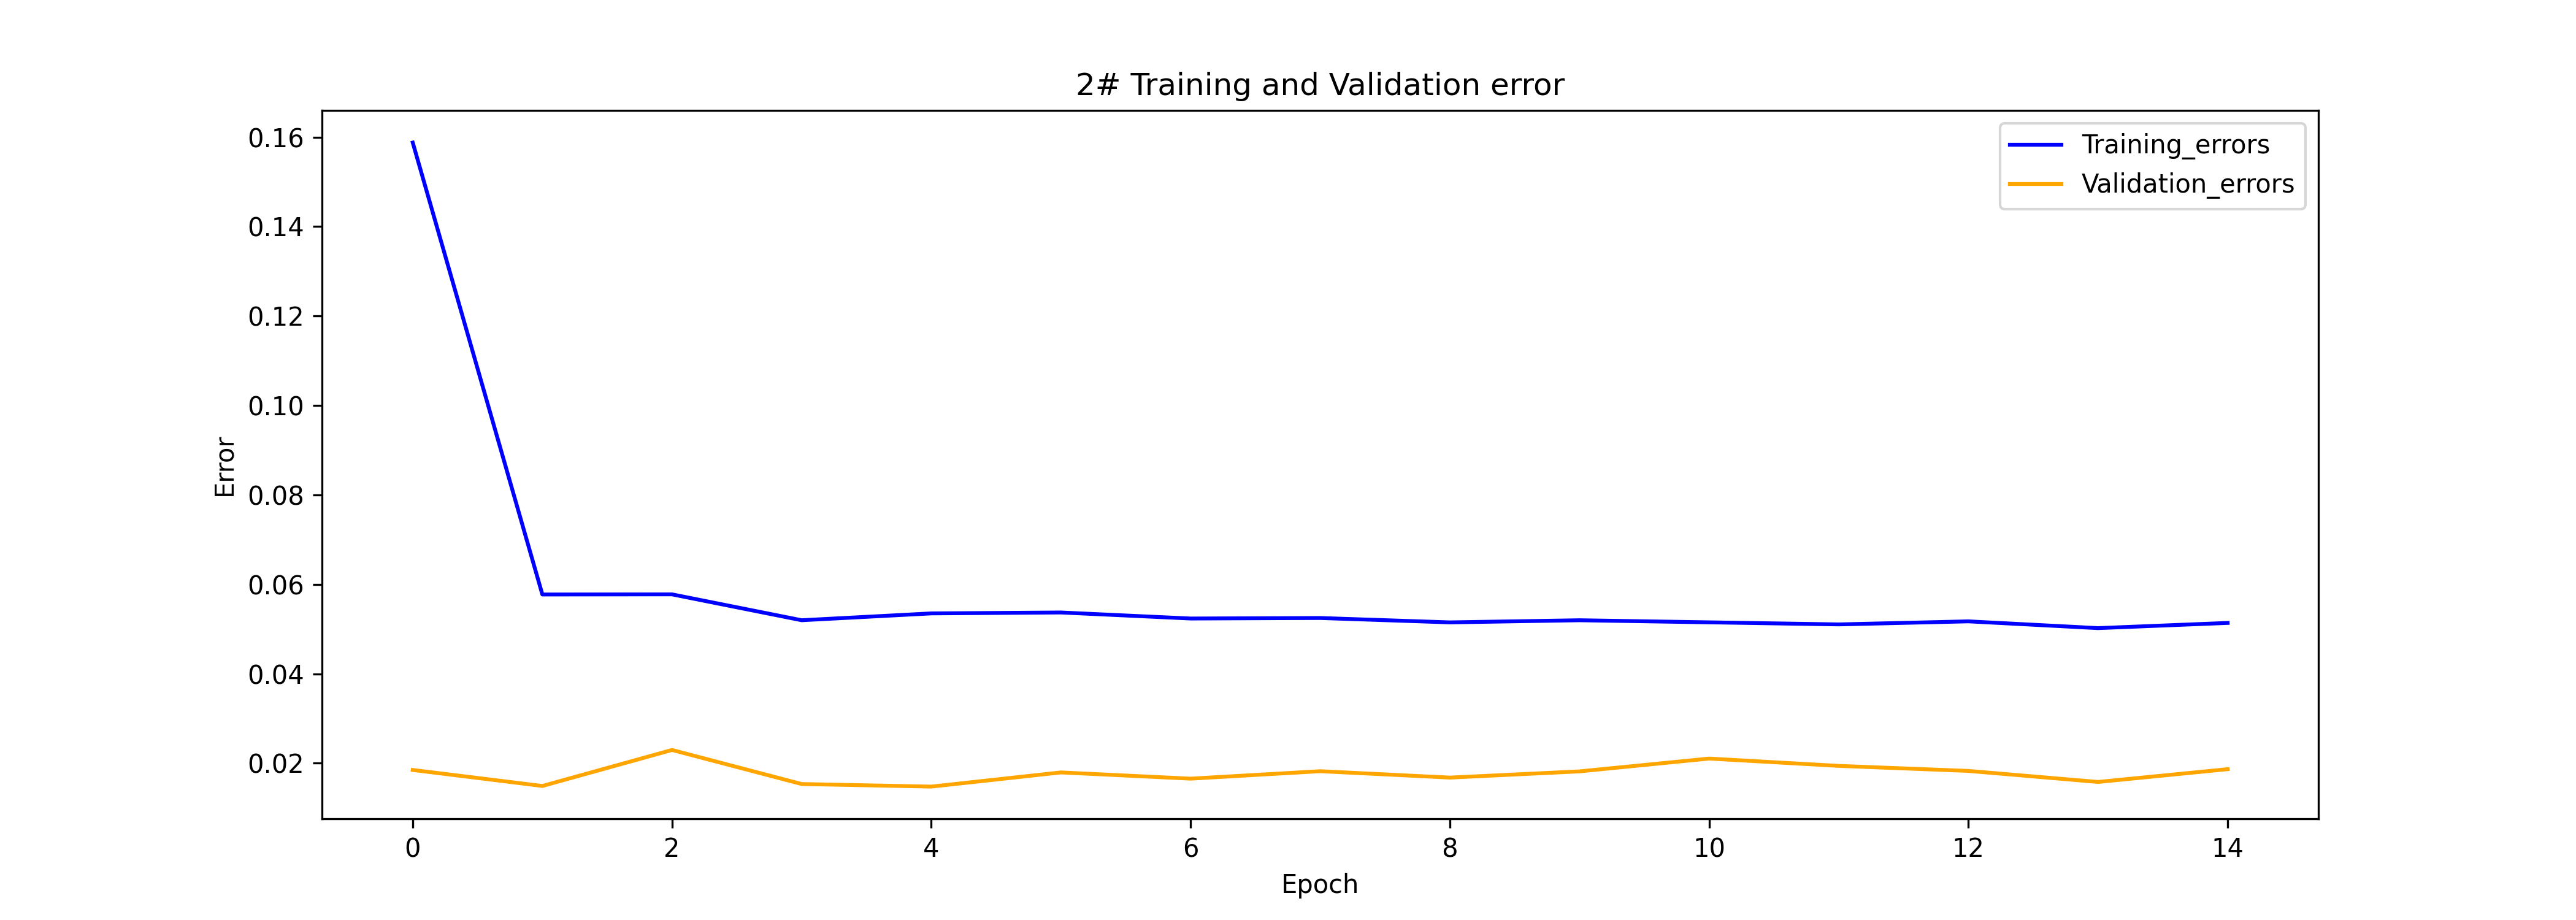 2# Training and Validation error
Training_errors
Validation_errors
0.16
0.14
0.12
0.10
0.08
0.06
0.04
0.02
Error
0 2 4 6 8 10 12 14
Epoch